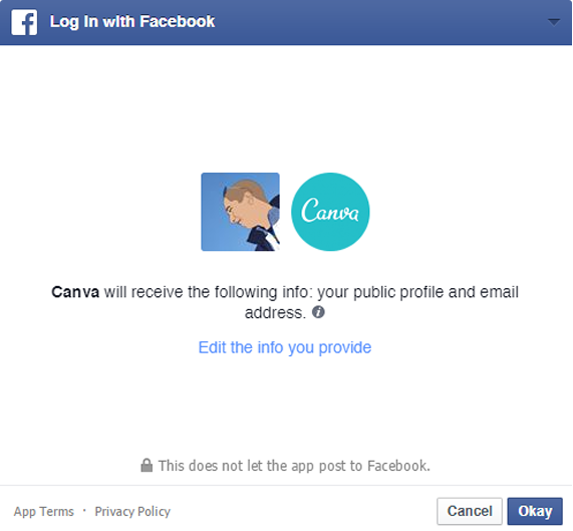 Log In with Facebook
Canva
Canva will receive the following info: your public profile and email
address.
Edit the info you provide
This does not let the app post to Facebook.
App Terms · Privacy Policy
Cancel Okay